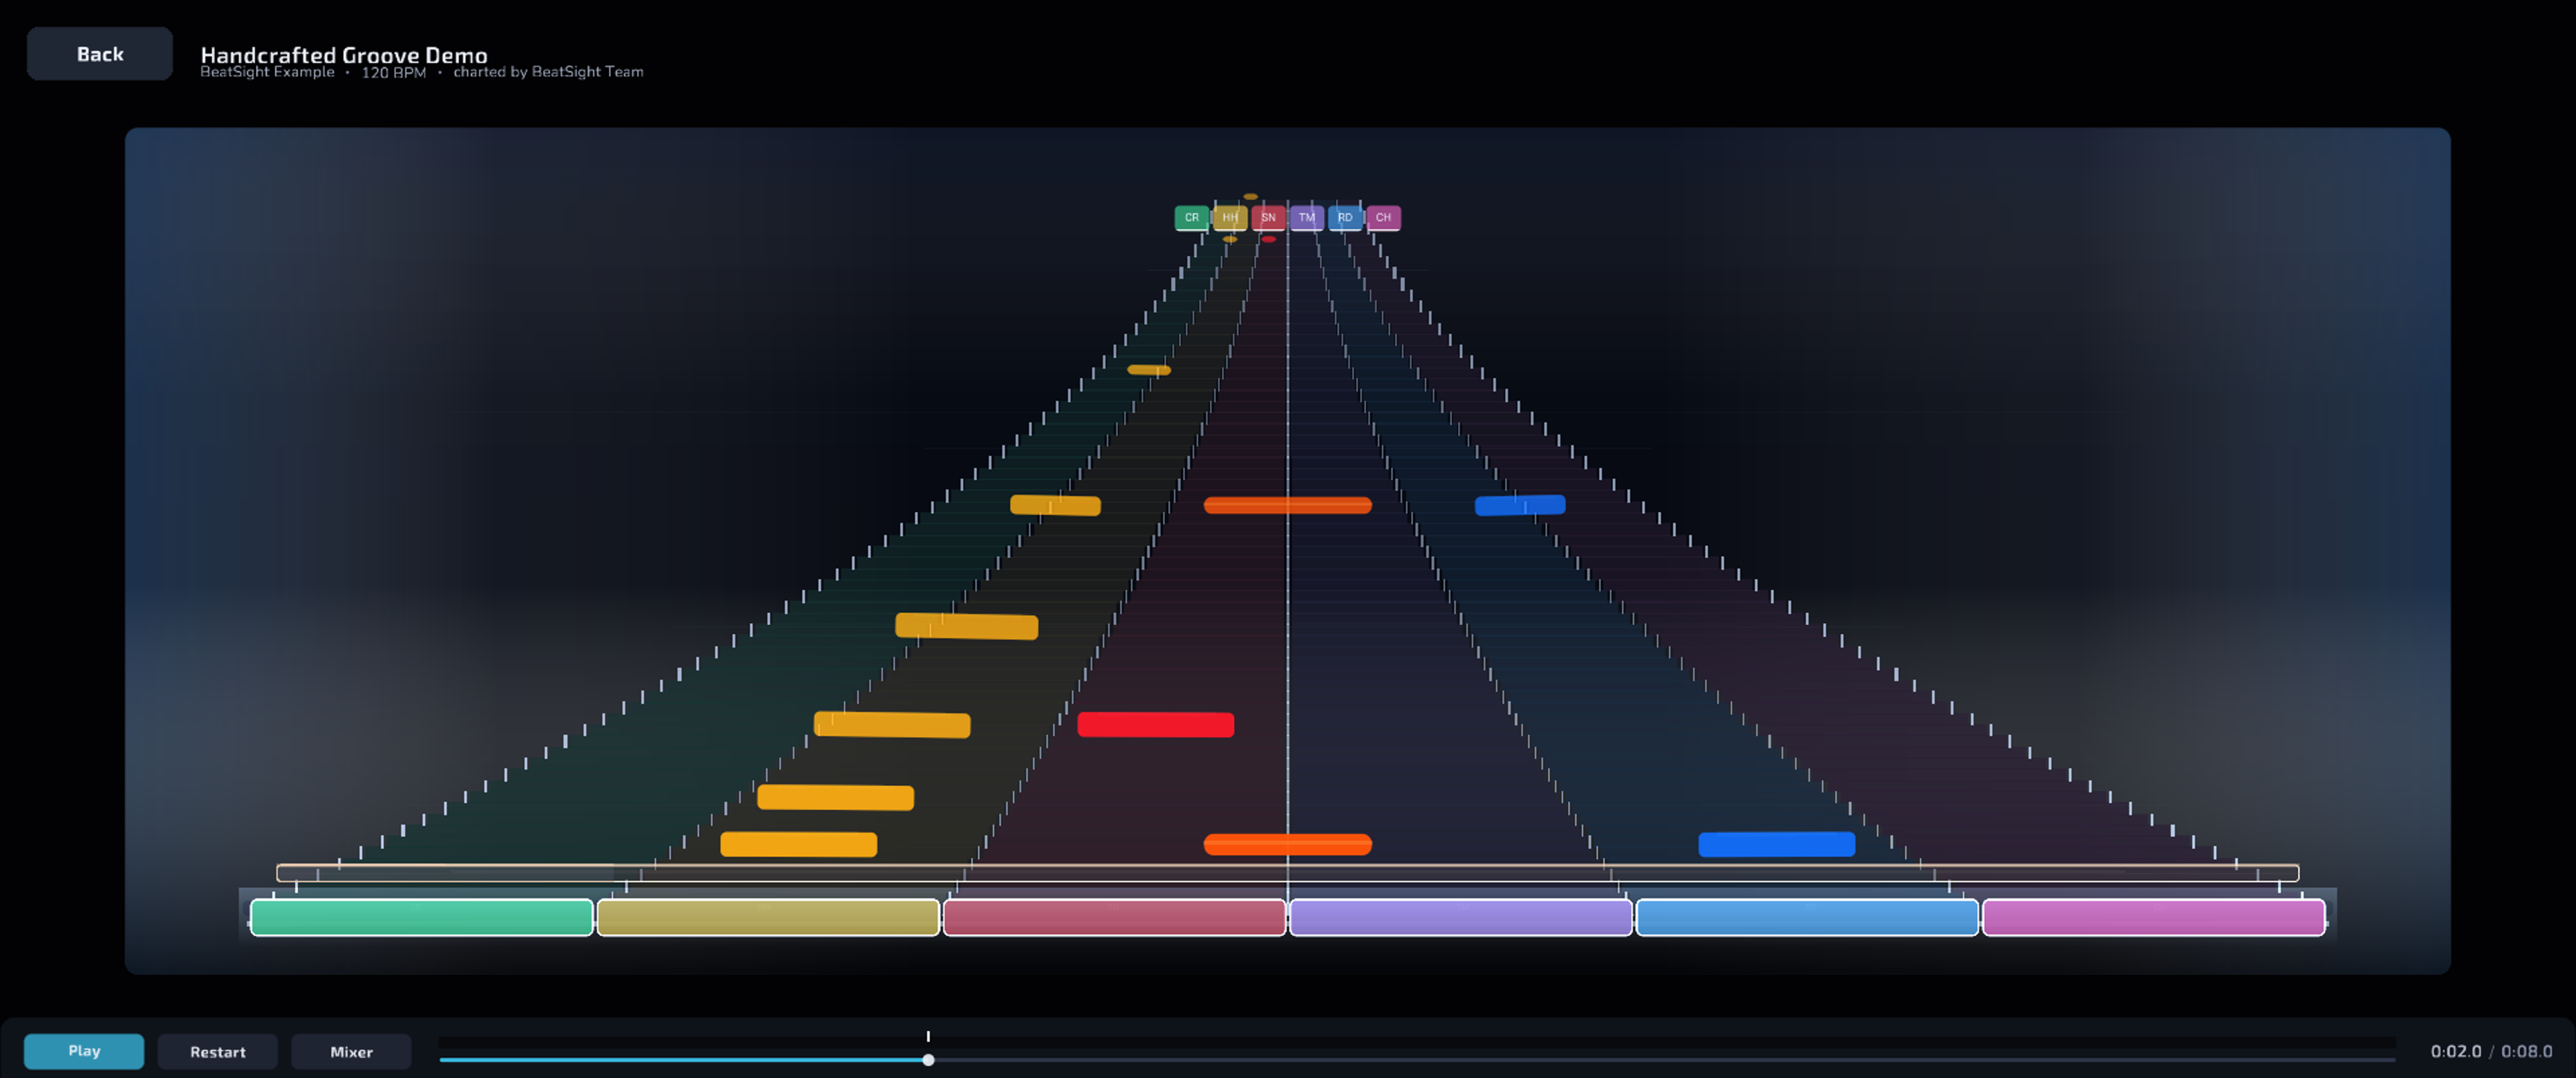 Back
Handcrafted Groove Demo
BeatSight Example · 120 BPM · charted by BeatSight Team
CR HH SN TM RD CH
Play Restart Mixer 0:02.0 / 0:08.0